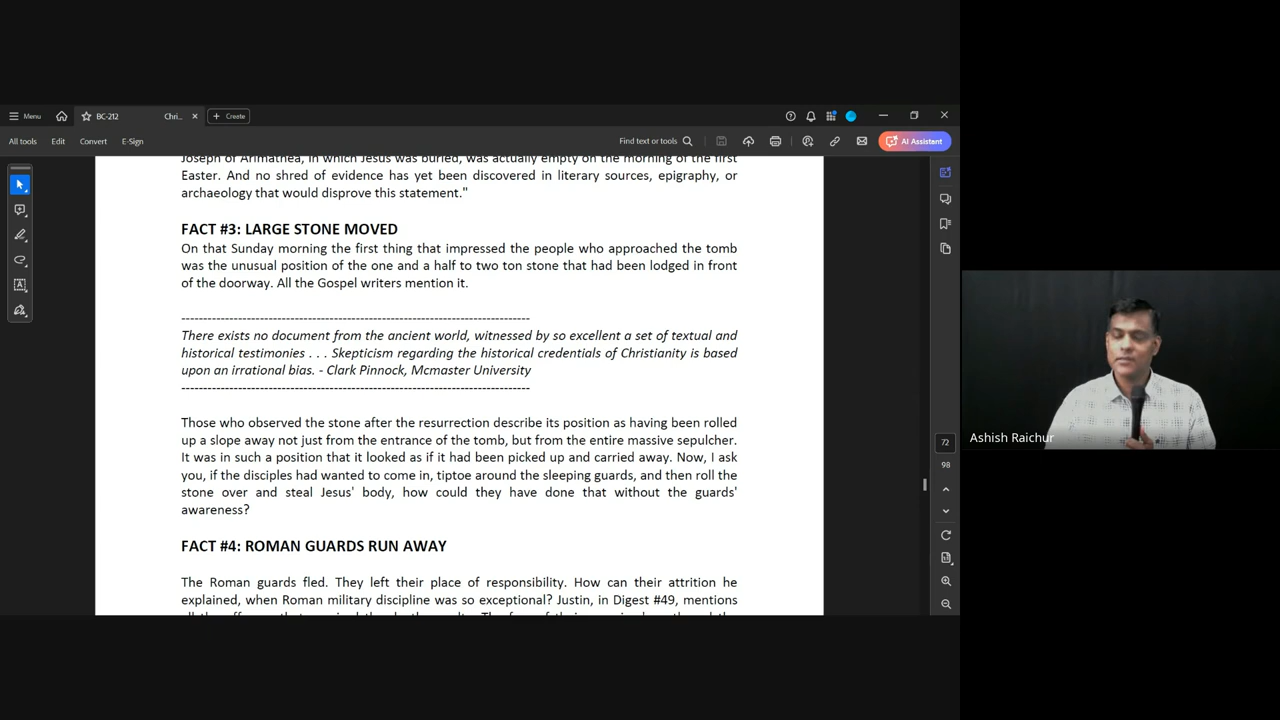 Menu
BC-212
Chri...
Create
All tools
Edit
Convert
E-Sign
Find text or tools
AI Assistant
Joseph of Arimathea, in which Jesus was buried, was actually empty on the morning of the first
Easter. And no shred of evidence has yet been discovered in literary sources, epigraphy, or
archaeology that would disprove this statement."
FACT #3: LARGE STONE MOVED
On that Sunday morning the first thing that impressed the people who approached the tomb
was the unusual position of the one and a half to two ton stone that had been lodged in front
of the doorway. All the Gospel writers mention it.
--------------------------------------------------------------------------------
There exists no document from the ancient world, witnessed by so excellent a set of textual and
historical testimonies . . . Skepticism regarding the historical credentials of Christianity is based
upon an irrational bias. - Clark Pinnock, Mcmaster University
--------------------------------------------------------------------------------
Those who observed the stone after the resurrection describe its position as having been rolled
up a slope away not just from the entrance of the tomb, but from the entire massive sepulcher.
It was in such a position that it looked as if it had been picked up and carried away. Now, I ask
you, if the disciples had wanted to come in, tiptoe around the sleeping guards, and then roll the
stone over and steal Jesus' body, how could they have done that without the guards'
awareness?
FACT #4: ROMAN GUARDS RUN AWAY
The Roman guards fled. They left their place of responsibility. How can their attrition he
explained, when Roman military discipline was so exceptional? Justin, in Digest #49, mentions
72
98
Ashish Raichur